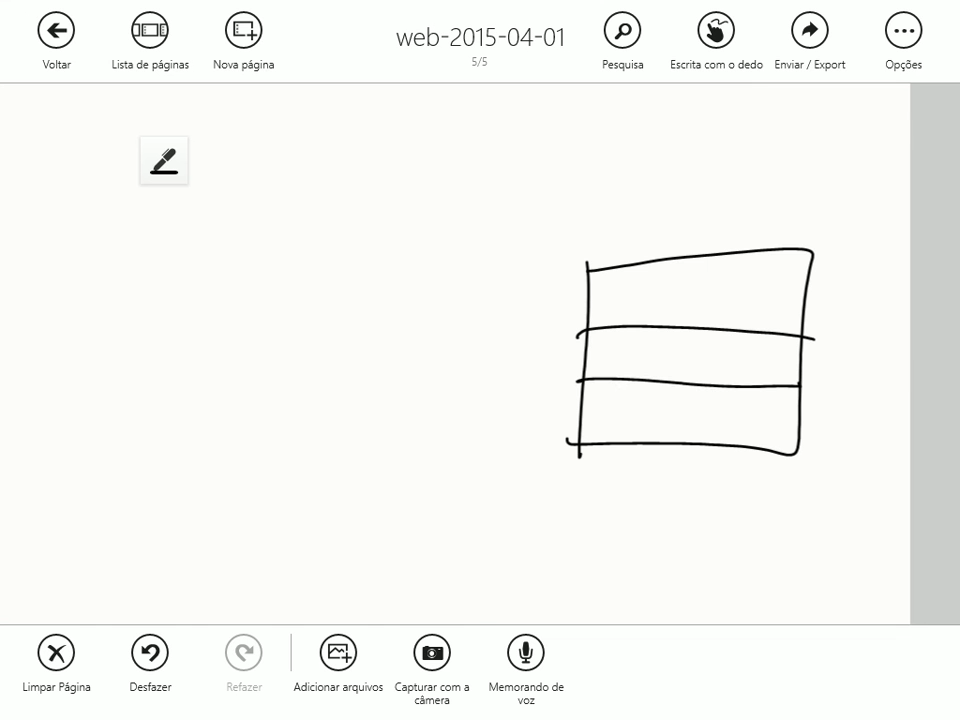 web-2015-04-01
5/5
Voltar
Lista de páginas
Nova página
Pesquisa
Escrita com o dedo
Enviar / Export
Opções
Limpar Página
Desfazer
Refazer
Adicionar arquivos
Capturar com a
câmera
Memorando de
voz